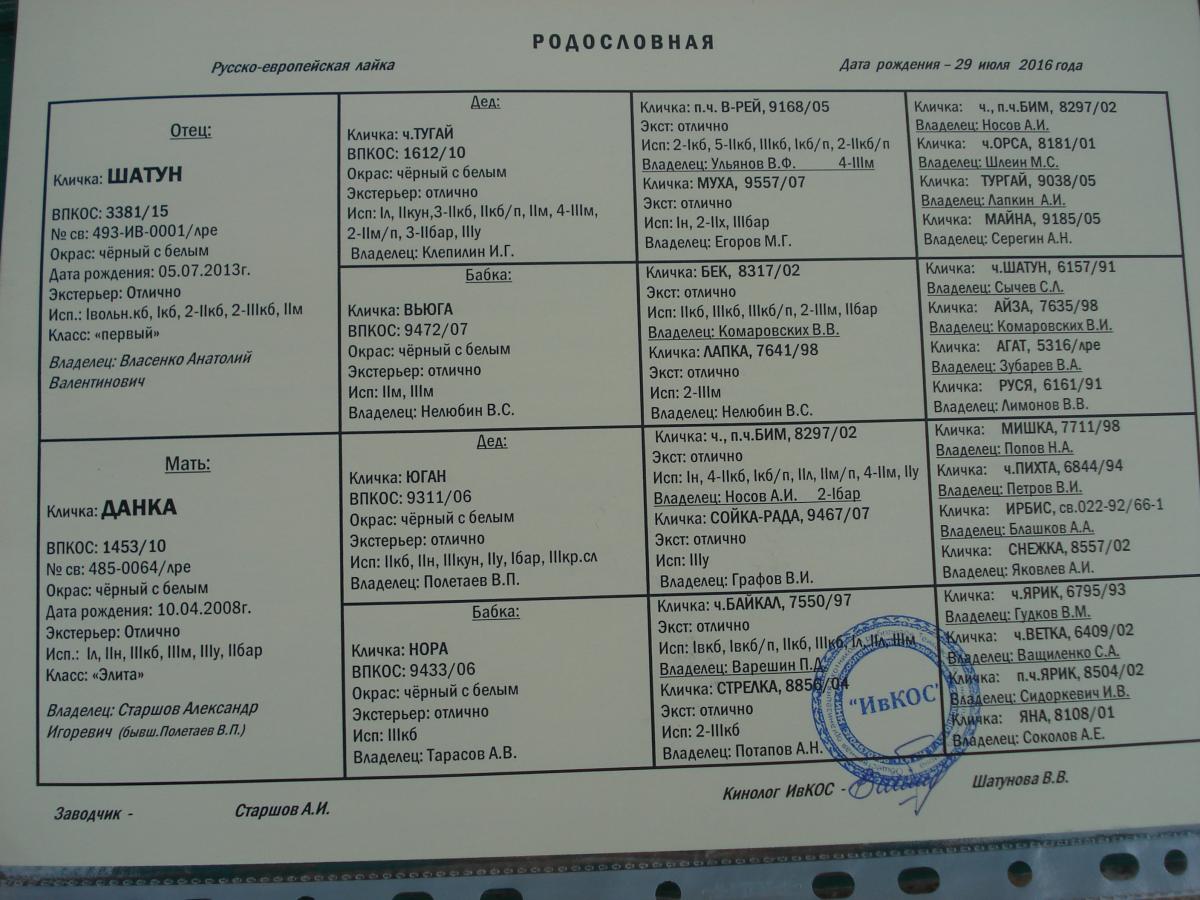 РОДОСЛОВНАЯ
Русско-европейская лайка
Дата рождения – 29 июля 2016 года
Отец:
Кличка: ШАТУН
ВПКОС: 3381/15
№ св: 493-ИВ-0001/лре
Окрас: чёрный с белым
Дата рождения: 05.07.2013г.
Экстерьер: Отлично
Исп.: Iвольн.кб, Iкб, 2-IIкб, 2-IIIкб, IIм
Класс: «первый»
Владелец: Власенко Анатолий
Валентинович
Дед:
Кличка: ч.ТУГАЙ
ВПКОС: 1612/10
Окрас: чёрный с белым
Экстерьер: отлично
Исп: Iл, IIкун,3-IIкб, IIкб/п, IIм, 4-IIIм,
2-IIм/п, 3-IIбар, IIIу
Владелец: Клепилин И.Г.
Бабка:
Кличка: ВЬЮГА
ВПКОС: 9472/07
Окрас: чёрный с белым
Экстерьер: отлично
Исп: IIм, IIIм
Владелец: Нелюбин В.С.
Кличка: п.ч. В-РЕЙ, 9168/05
Экст: отлично
Исп: 2-Iкб, 5-IIкб, IIIкб, Iкб/п, 2-IIкб/п
Владелец: Ульянов В.Ф. 4-IIIм
Кличка: МУХА, 9557/07
Экст: отлично
Исп: Iн, 2-IIх, IIIбар
Владелец: Егоров М.Г.
Кличка: БЕК, 8317/02
Экст: отлично
Исп: IIкб, IIIкб, IIIкб/п, 2-IIIм, IIбар
Владелец: Комаровских В.В.
Кличка: ЛАПКА, 7641/98
Экст: отлично
Исп: 2-IIIм
Владелец: Нелюбин В.С.
Кличка: ч., п.ч.БИМ, 8297/02
Владелец: Носов А.И.
Кличка: ч.ОРСА, 8181/01
Владелец: Шлеин М.С.
Кличка: ТУРГАЙ, 9038/05
Владелец: Лапкин А.И.
Кличка: МАЙНА, 9185/05
Владелец: Серегин А.Н.
Кличка: ч.ШАТУН, 6157/91
Владелец: Сычев С.Л.
Кличка: АЙЗА, 7635/98
Владелец: Комаровских В.И.
Кличка: АГАТ, 5316/лре
Владелец: Зубарев В.А.
Кличка: РУСЯ, 6161/91
Владелец: Лимонов В.В.
Мать:
Кличка: ДАНКА
ВПКОС: 1453/10
№ св: 485-0064/лре
Окрас: чёрный с белым
Дата рождения: 10.04.2008г.
Экстерьер: Отлично
Исп.: Iл, IIн, IIIкб, IIIм, IIIу, IIбар
Класс: «Элита»
Владелец: Старшов Александр
Игоревич (бывш.Полетаев В.П.)
Дед:
Кличка: ЮГАН
ВПКОС: 9311/06
Окрас: чёрный с белым
Экстерьер: отлично
Исп: IIкб, IIн, IIIкун, IIу, Iбар, IIIкр.сл
Владелец: Полетаев В.П.
Бабка:
Кличка: НОРА
ВПКОС: 9433/06
Окрас: чёрный с белым
Экстерьер: отлично
Исп: IIIкб
Владелец: Тарасов А.В.
Кличка: ч., п.ч.БИМ, 8297/02
Экст: отлично
Исп: Iн, 4-IIкб, Iкб/п, IIл, IIм/п, 4-IIм, IIу
Владелец: Носов А.И. 2-Iбар
Кличка: СОЙКА-РАДА, 9467/07
Экст: отлично
Исп: IIIу
Владелец: Графов В.И.
Кличка: ч.БАЙКАЛ, 7550/97
Экст: отлично
Исп: Iвкб, Iвкб/п, IIкб, IIIкб, Iл, IIл, IIIм
Владелец: Варешин П.Д.
Кличка: СТРЕЛКА, 8856/04
Экст: отлично
Исп: 2-IIIкб
Владелец: Потапов А.Н.
Кличка: МИШКА, 7711/98
Владелец: Попов Н.А.
Кличка: ч.ПИХТА, 6844/94
Владелец: Петров В.И.
Кличка: ИРБИС, св.022-92/66-1
Владелец: Блашков А.А.
Кличка: СНЕЖКА, 8557/02
Владелец: Яковлев А.И.
Кличка: ч.ЯРИК, 6795/93
Владелец: Гудков В.М.
Кличка: ч.ВЕТКА, 6409/02
Владелец: Ващиленко С.А.
Кличка: п.ч.ЯРИК, 8504/02
Владелец: Сидоркевич И.В.
Кличка: ЯНА, 8108/01
Владелец: Соколов А.Е.
"ИвКОС"
Заводчик - Старшов А.И.
Кинолог ИвКОС - Шатунова В.В.